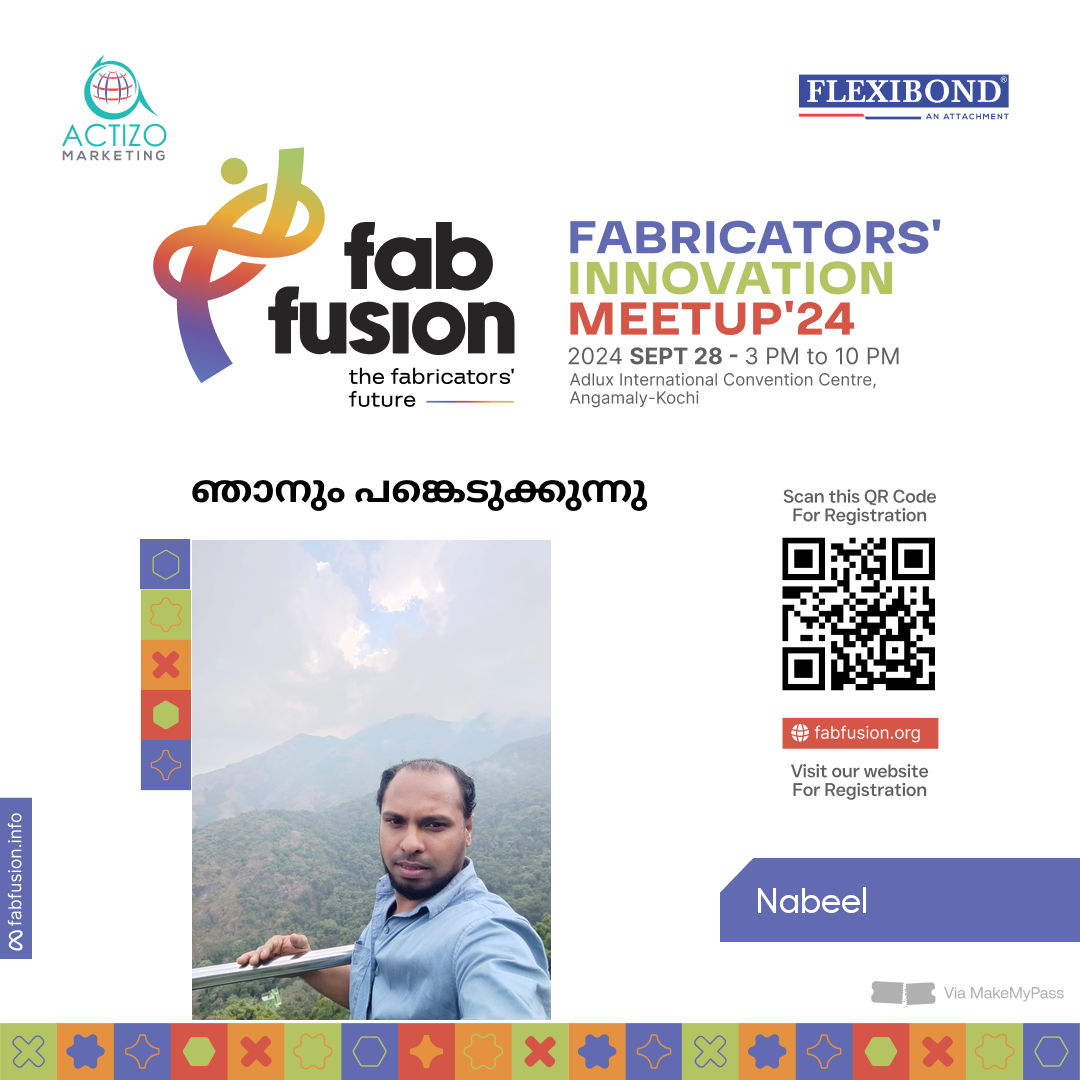 ACTIZO
MARKETING
FLEXIBOND®
AN ATTACHMENT
fab
fusion
the fabricators'
future
FABRICATORS'
INNOVATION
MEETUP'24
2024 SEPT 28 - 3 PM to 10 PM
Adlux International Convention Centre,
Angamaly-Kochi
ഞാനും പങ്കെടുക്കുന്നു
Scan this QR Code
For Registration
fabfusion.org
Visit our website
For Registration
fabfusion.info
Nabeel
Via MakeMyPass